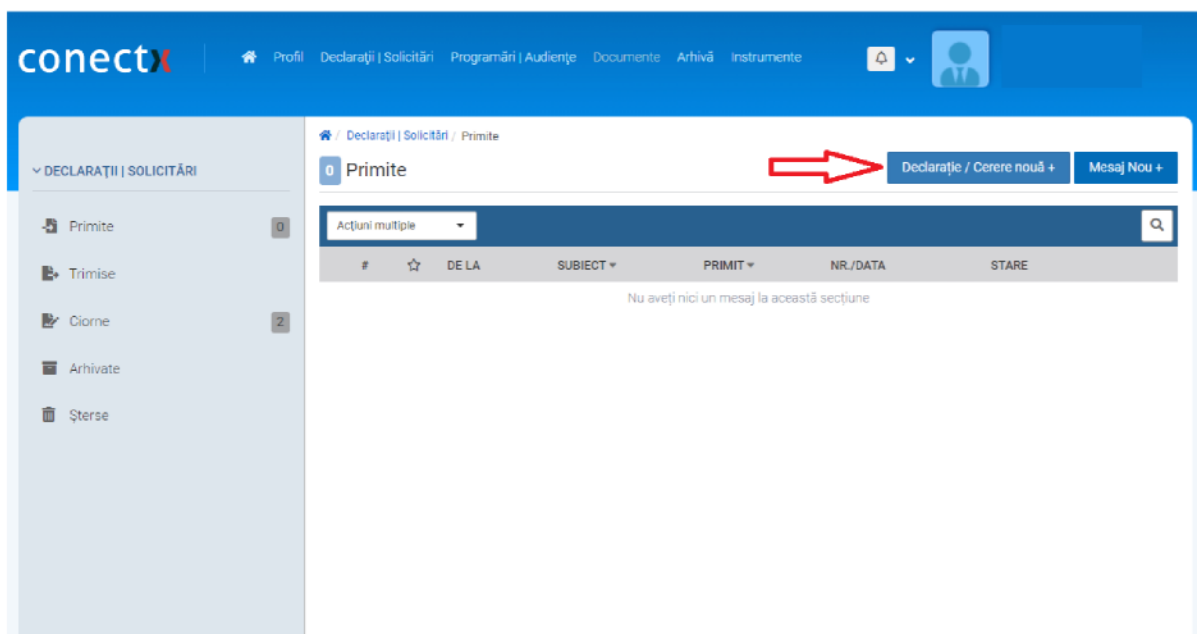 conectx
Profil Declarații | Solicitări Programări | Audiențe Documente Arhivă Instrumente
DECLARAȚII | SOLICITĂRI
Primite 0
Trimise
Ciorne 2
Arhivate
Șterse
/ Declarații | Solicitări / Primite
0 Primite
Declarație / Cerere nouă +
Mesaj Nou +
Acțiuni multiple
# DE LA SUBIECT PRIMIT NR./DATA STARE
Nu aveți nici un mesaj la această secțiune